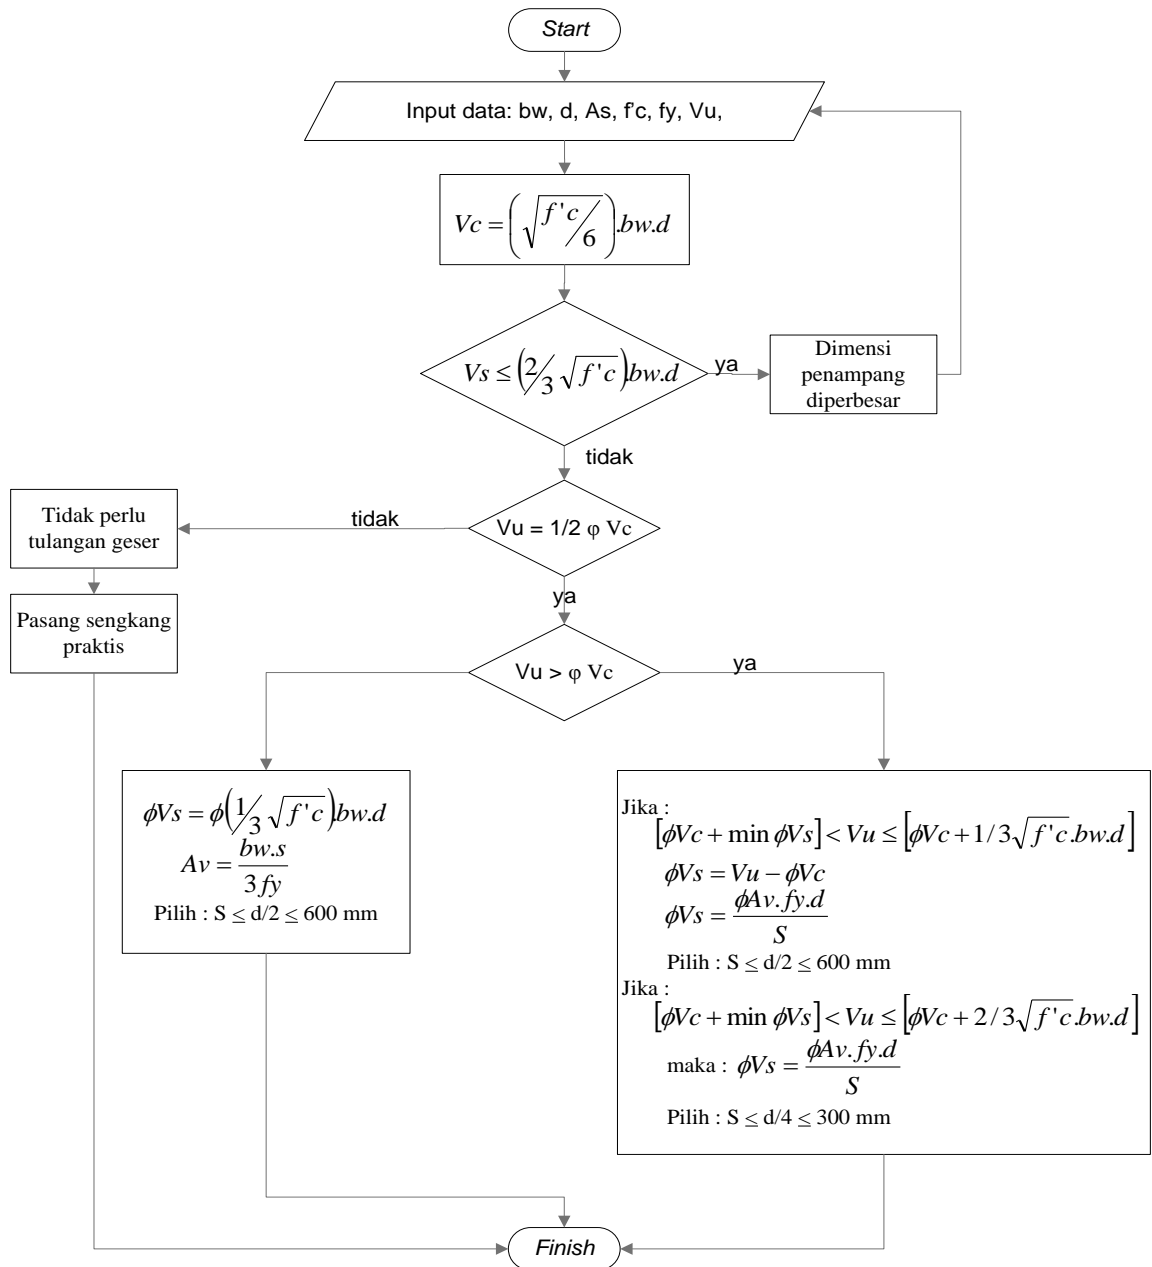 Start
Input data: bw, d, As, f'c, fy, Vu,
Vc = (√(f'c/6)).bw.d
Vs ≤ (2/3 √f'c).bw.d
ya
Dimensi
penampang
diperbesar
tidak
Vu = 1/2 φ Vc
tidak
Tidak perlu
tulangan geser
Pasang sengkang
praktis
ya
Vu > φ Vc
ya
ϕVs = ϕ(1/3 √f'c).bw.d
Av = bw.s / 3fy
Pilih : S ≤ d/2 ≤ 600 mm
Jika :
[ϕVc + min ϕVs] < Vu ≤ [ϕVc + 1/3√f'c.bw.d]
ϕVs = Vu − ϕVc
ϕVs = ϕAv.fy.d / S
Pilih : S ≤ d/2 ≤ 600 mm
Jika :
[ϕVc + min ϕVs] < Vu ≤ [ϕVc + 2/3√f'c.bw.d]
maka : ϕVs = ϕAv.fy.d / S
Pilih : S ≤ d/4 ≤ 300 mm
Finish